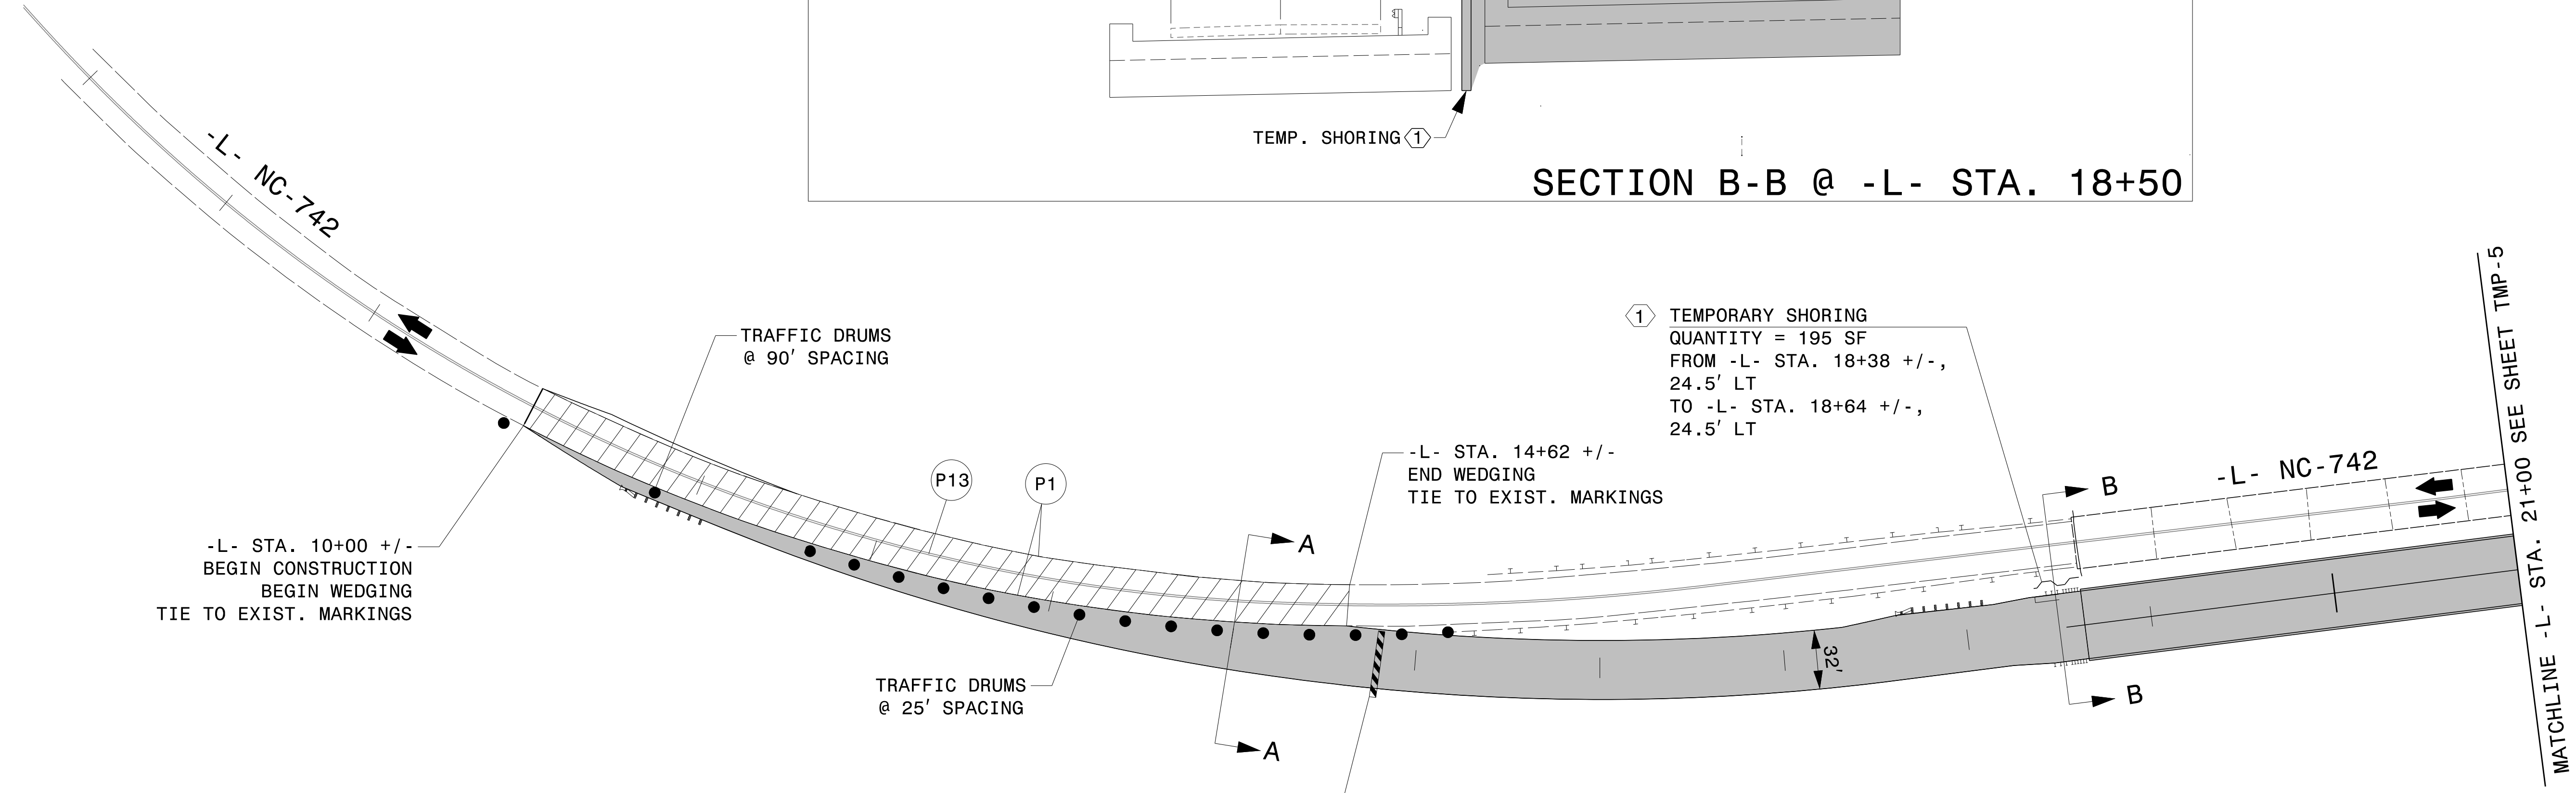 TEMP. SHORING 1
SECTION B-B @ -L- STA. 18+50
-L- NC-742
TRAFFIC DRUMS
@ 90' SPACING
1 TEMPORARY SHORING
QUANTITY = 195 SF
FROM -L- STA. 18+38 +/-,
24.5' LT
TO -L- STA. 18+64 +/-,
24.5' LT
-L- STA. 14+62 +/-
END WEDGING
TIE TO EXIST. MARKINGS
P13
P1
-L- NC-742
B
A
-L- STA. 10+00 +/-
BEGIN CONSTRUCTION
BEGIN WEDGING
TIE TO EXIST. MARKINGS
32'
TRAFFIC DRUMS
@ 25' SPACING
B
A
MATCHLINE -L- STA. 21+00 SEE SHEET TMP-5